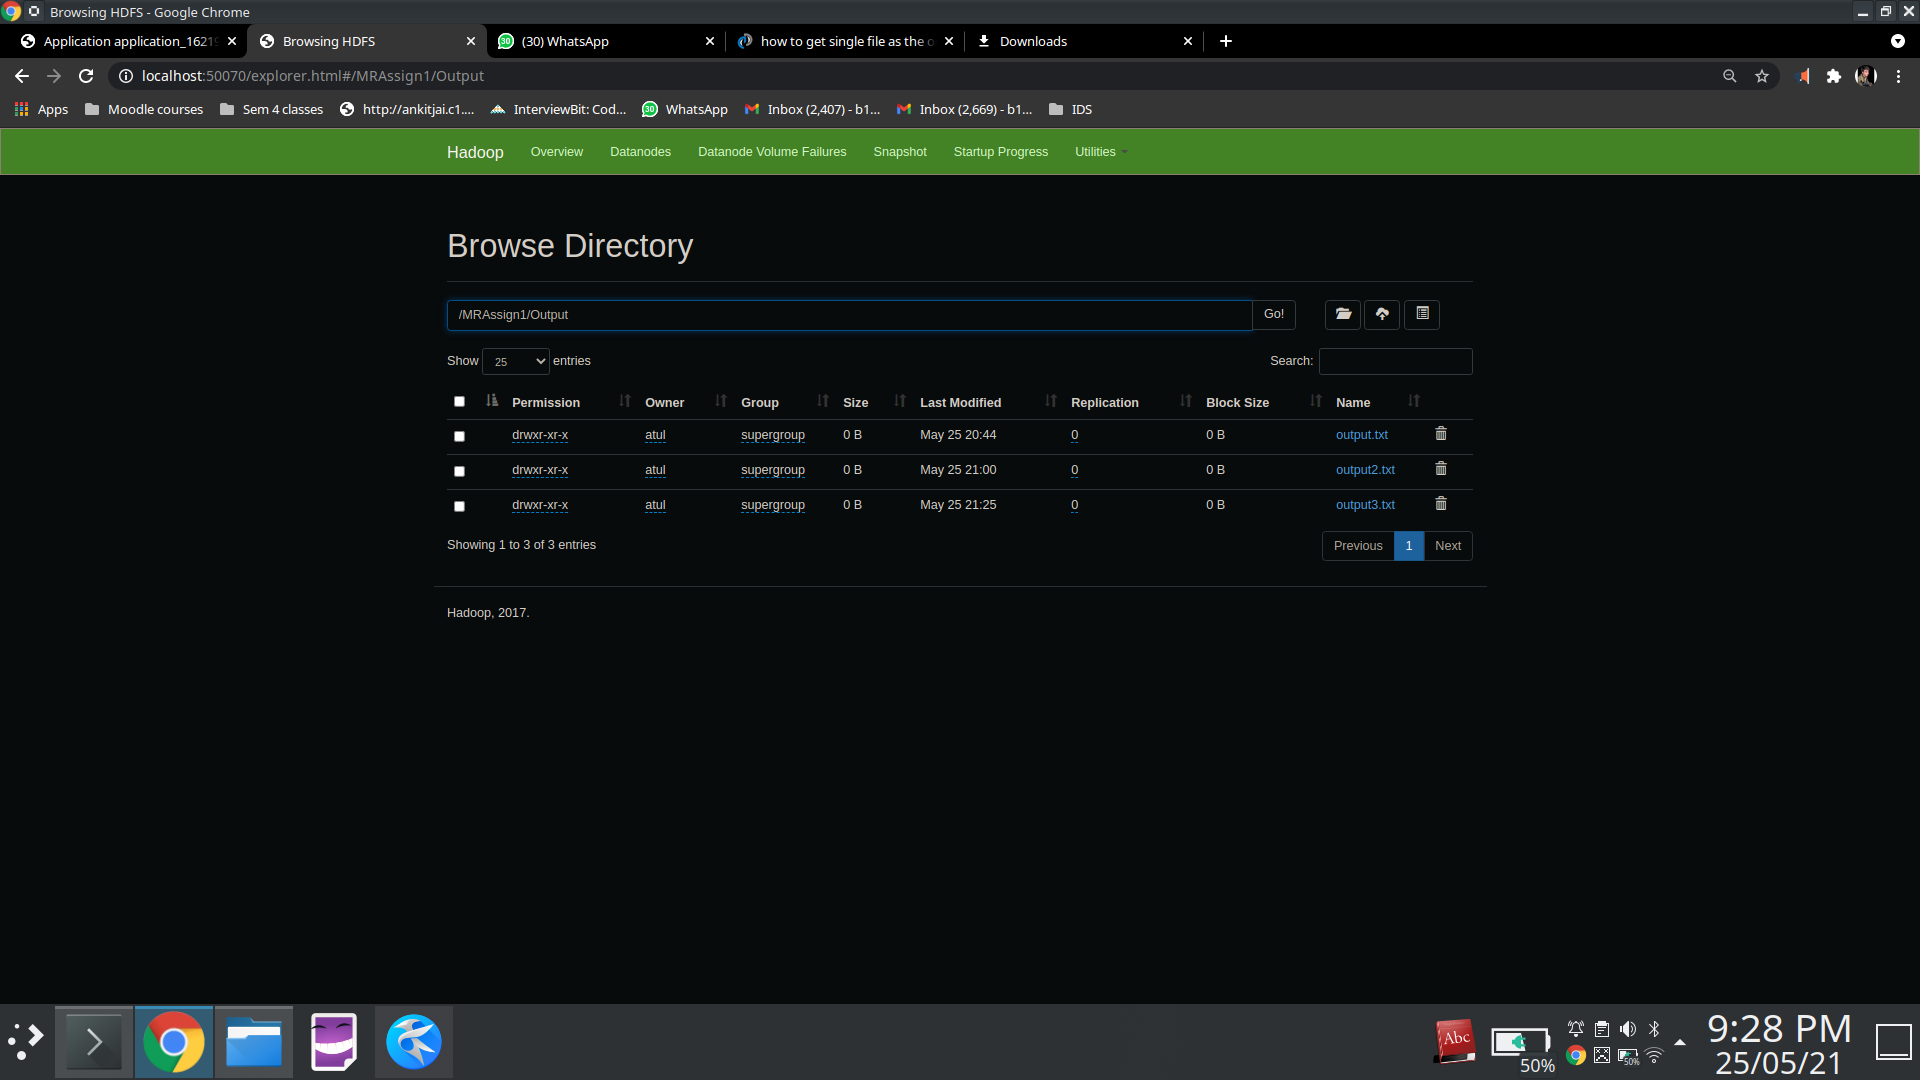 Browsing HDFS - Google Chrome
Application application_1621
Browsing HDFS
(30) WhatsApp
how to get single file as the o
Downloads
localhost:50070/explorer.html#/MRAssign1/Output
Apps
Moodle courses
Sem 4 classes
http://ankitjai.c1....
InterviewBit: Cod...
30
WhatsApp
Inbox (2,407) - b1...
Inbox (2,669) - b1...
IDS
Hadoop
Overview
Datanodes
Datanode Volume Failures
Snapshot
Startup Progress
Utilities
Browse Directory
/MRAssign1/Output
Go!
Show 25 entries
Search:
Permission Owner Group Size Last Modified Replication Block Size Name
drwxr-xr-x atul supergroup 0 B May 25 20:44 0 0 B output.txt
drwxr-xr-x atul supergroup 0 B May 25 21:00 0 0 B output2.txt
drwxr-xr-x atul supergroup 0 B May 25 21:25 0 0 B output3.txt
Showing 1 to 3 of 3 entries
Previous 1 Next
Hadoop, 2017.
Abc
50%
50%
9:28 PM
25/05/21